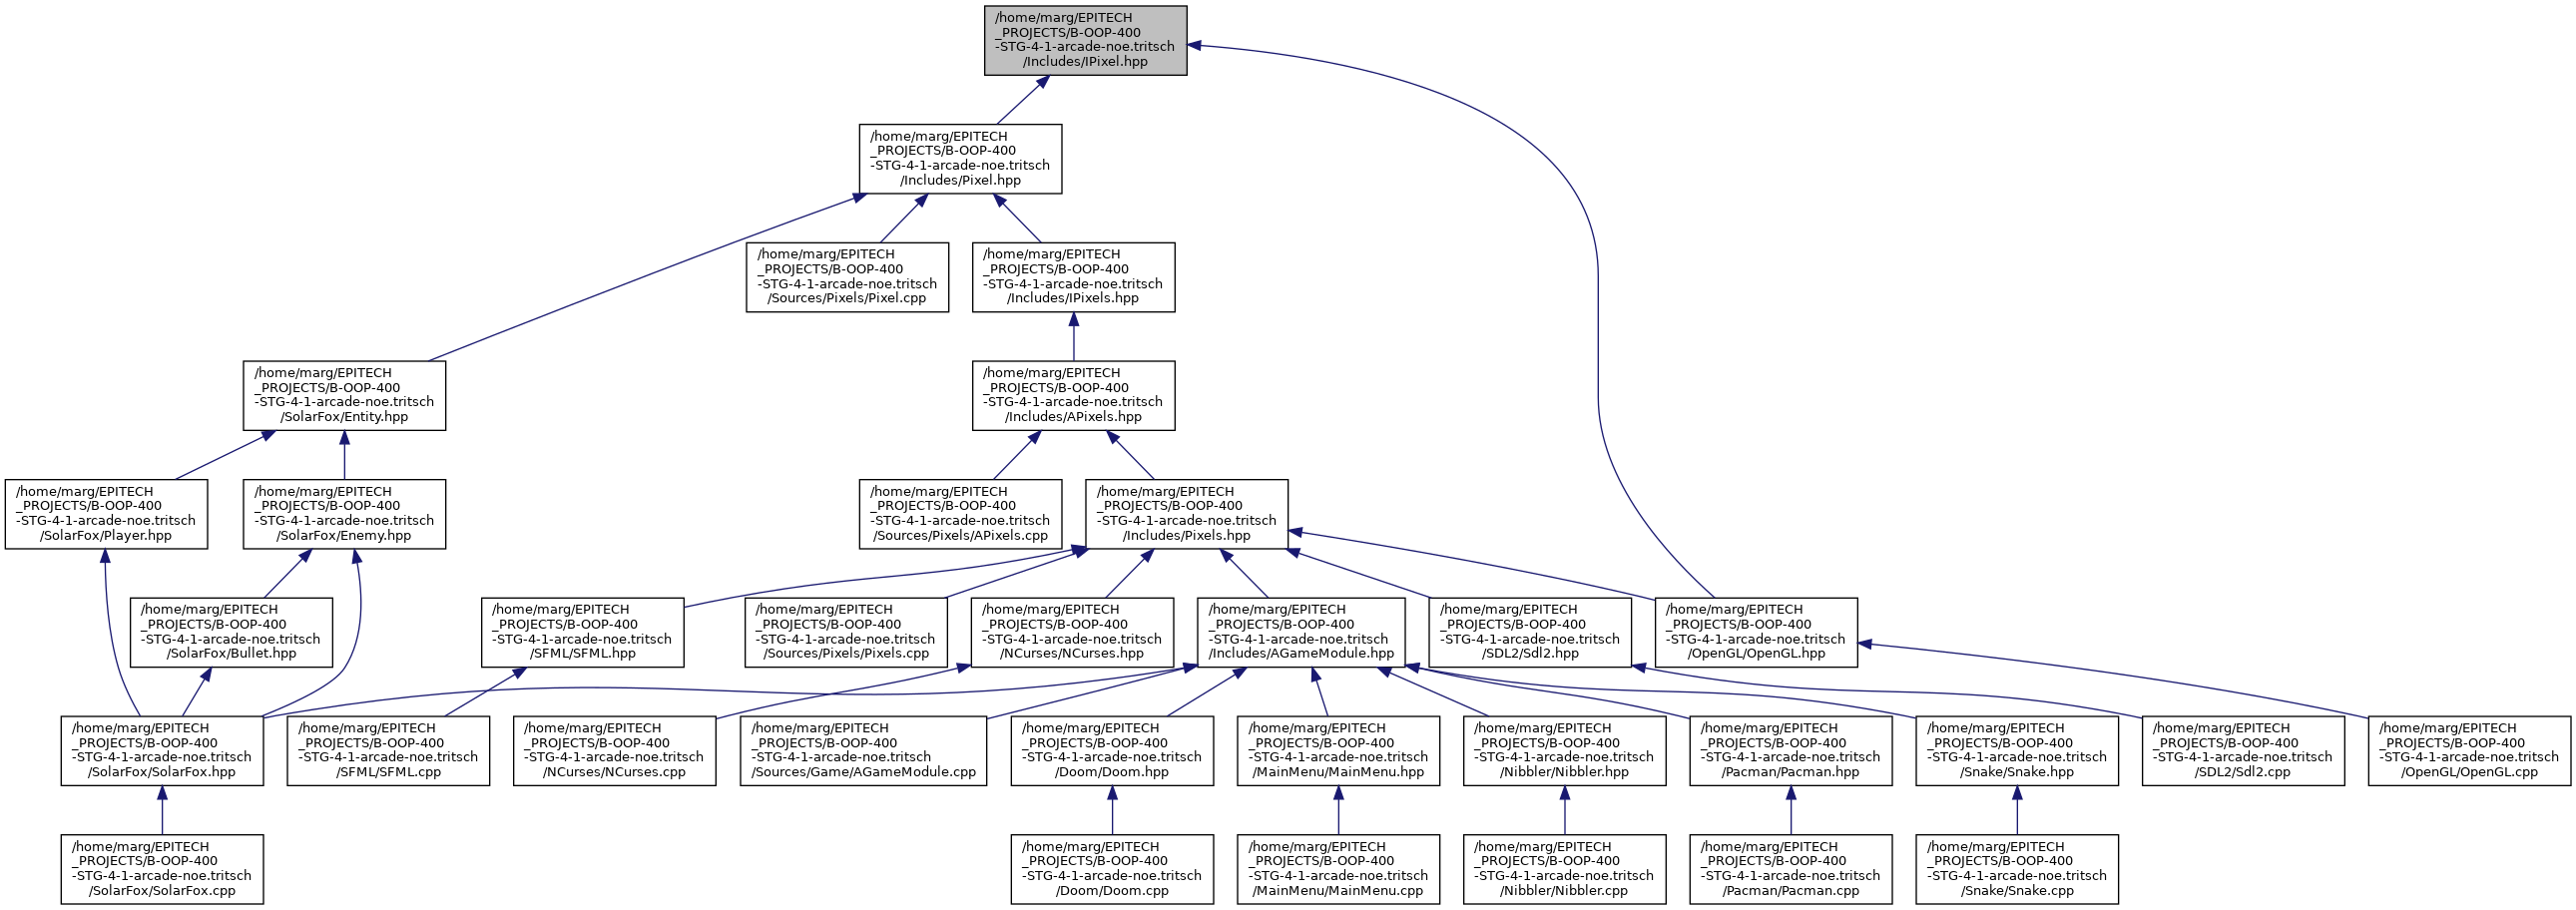 /home/marg/EPITECH
_PROJECTS/B-OOP-400
-STG-4-1-arcade-noe.tritsch
/Includes/IPixel.hpp
/home/marg/EPITECH
_PROJECTS/B-OOP-400
-STG-4-1-arcade-noe.tritsch
/Includes/Pixel.hpp
/home/marg/EPITECH
_PROJECTS/B-OOP-400
-STG-4-1-arcade-noe.tritsch
/Sources/Pixels/Pixel.cpp
/home/marg/EPITECH
_PROJECTS/B-OOP-400
-STG-4-1-arcade-noe.tritsch
/Includes/IPixels.hpp
/home/marg/EPITECH
_PROJECTS/B-OOP-400
-STG-4-1-arcade-noe.tritsch
/SolarFox/Entity.hpp
/home/marg/EPITECH
_PROJECTS/B-OOP-400
-STG-4-1-arcade-noe.tritsch
/Includes/APixels.hpp
/home/marg/EPITECH
_PROJECTS/B-OOP-400
-STG-4-1-arcade-noe.tritsch
/SolarFox/Player.hpp
/home/marg/EPITECH
_PROJECTS/B-OOP-400
-STG-4-1-arcade-noe.tritsch
/SolarFox/Enemy.hpp
/home/marg/EPITECH
_PROJECTS/B-OOP-400
-STG-4-1-arcade-noe.tritsch
/Sources/Pixels/APixels.cpp
/home/marg/EPITECH
_PROJECTS/B-OOP-400
-STG-4-1-arcade-noe.tritsch
/Includes/Pixels.hpp
/home/marg/EPITECH
_PROJECTS/B-OOP-400
-STG-4-1-arcade-noe.tritsch
/SolarFox/Bullet.hpp
/home/marg/EPITECH
_PROJECTS/B-OOP-400
-STG-4-1-arcade-noe.tritsch
/SFML/SFML.hpp
/home/marg/EPITECH
_PROJECTS/B-OOP-400
-STG-4-1-arcade-noe.tritsch
/Sources/Pixels/Pixels.cpp
/home/marg/EPITECH
_PROJECTS/B-OOP-400
-STG-4-1-arcade-noe.tritsch
/NCurses/NCurses.hpp
/home/marg/EPITECH
_PROJECTS/B-OOP-400
-STG-4-1-arcade-noe.tritsch
/Includes/AGameModule.hpp
/home/marg/EPITECH
_PROJECTS/B-OOP-400
-STG-4-1-arcade-noe.tritsch
/SDL2/Sdl2.hpp
/home/marg/EPITECH
_PROJECTS/B-OOP-400
-STG-4-1-arcade-noe.tritsch
/OpenGL/OpenGL.hpp
/home/marg/EPITECH
_PROJECTS/B-OOP-400
-STG-4-1-arcade-noe.tritsch
/SolarFox/SolarFox.hpp
/home/marg/EPITECH
_PROJECTS/B-OOP-400
-STG-4-1-arcade-noe.tritsch
/SFML/SFML.cpp
/home/marg/EPITECH
_PROJECTS/B-OOP-400
-STG-4-1-arcade-noe.tritsch
/NCurses/NCurses.cpp
/home/marg/EPITECH
_PROJECTS/B-OOP-400
-STG-4-1-arcade-noe.tritsch
/Sources/Game/AGameModule.cpp
/home/marg/EPITECH
_PROJECTS/B-OOP-400
-STG-4-1-arcade-noe.tritsch
/Doom/Doom.hpp
/home/marg/EPITECH
_PROJECTS/B-OOP-400
-STG-4-1-arcade-noe.tritsch
/MainMenu/MainMenu.hpp
/home/marg/EPITECH
_PROJECTS/B-OOP-400
-STG-4-1-arcade-noe.tritsch
/Nibbler/Nibbler.hpp
/home/marg/EPITECH
_PROJECTS/B-OOP-400
-STG-4-1-arcade-noe.tritsch
/Pacman/Pacman.hpp
/home/marg/EPITECH
_PROJECTS/B-OOP-400
-STG-4-1-arcade-noe.tritsch
/Snake/Snake.hpp
/home/marg/EPITECH
_PROJECTS/B-OOP-400
-STG-4-1-arcade-noe.tritsch
/SDL2/Sdl2.cpp
/home/marg/EPITECH
_PROJECTS/B-OOP-400
-STG-4-1-arcade-noe.tritsch
/OpenGL/OpenGL.cpp
/home/marg/EPITECH
_PROJECTS/B-OOP-400
-STG-4-1-arcade-noe.tritsch
/SolarFox/SolarFox.cpp
/home/marg/EPITECH
_PROJECTS/B-OOP-400
-STG-4-1-arcade-noe.tritsch
/Doom/Doom.cpp
/home/marg/EPITECH
_PROJECTS/B-OOP-400
-STG-4-1-arcade-noe.tritsch
/MainMenu/MainMenu.cpp
/home/marg/EPITECH
_PROJECTS/B-OOP-400
-STG-4-1-arcade-noe.tritsch
/Nibbler/Nibbler.cpp
/home/marg/EPITECH
_PROJECTS/B-OOP-400
-STG-4-1-arcade-noe.tritsch
/Pacman/Pacman.cpp
/home/marg/EPITECH
_PROJECTS/B-OOP-400
-STG-4-1-arcade-noe.tritsch
/Snake/Snake.cpp